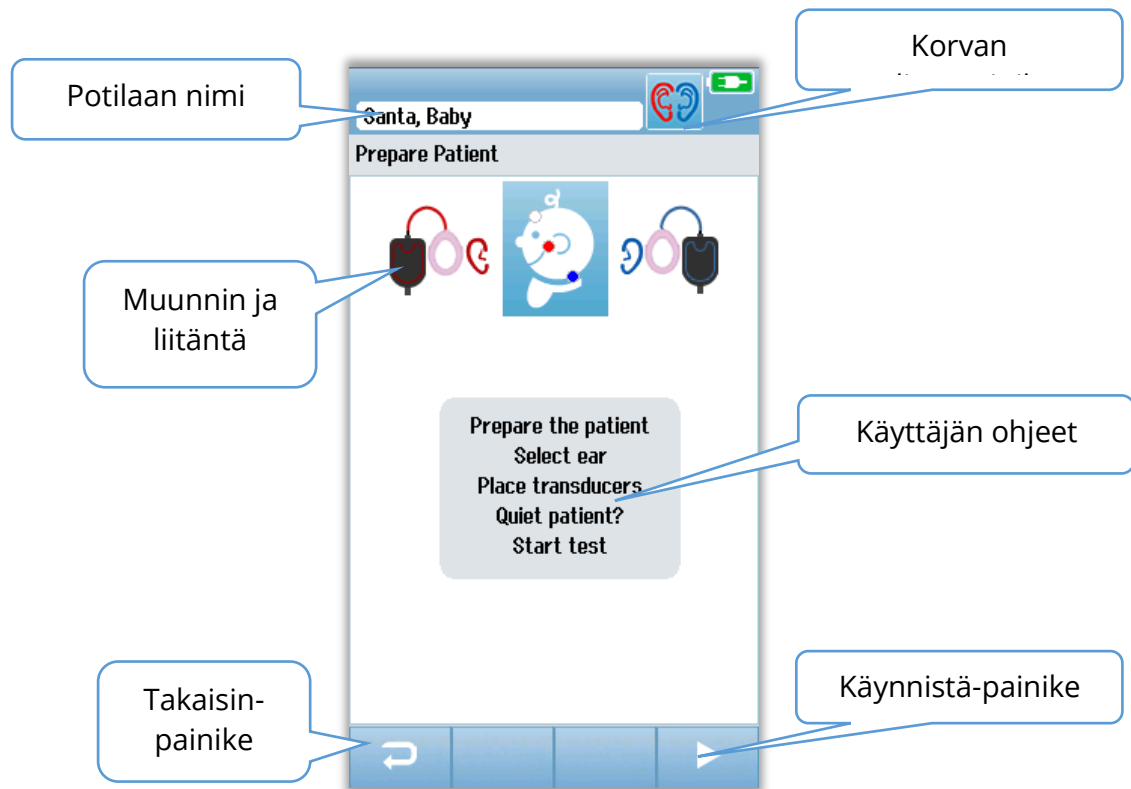 Korvan
Potilaan nimi
Santa, Baby
Prepare Patient
Muunnin ja
liitäntä
Prepare the patient
Select ear
Place transducers
Quiet patient?
Start test
Käyttäjän ohjeet
Takaisin-
painike
Käynnistä-painike